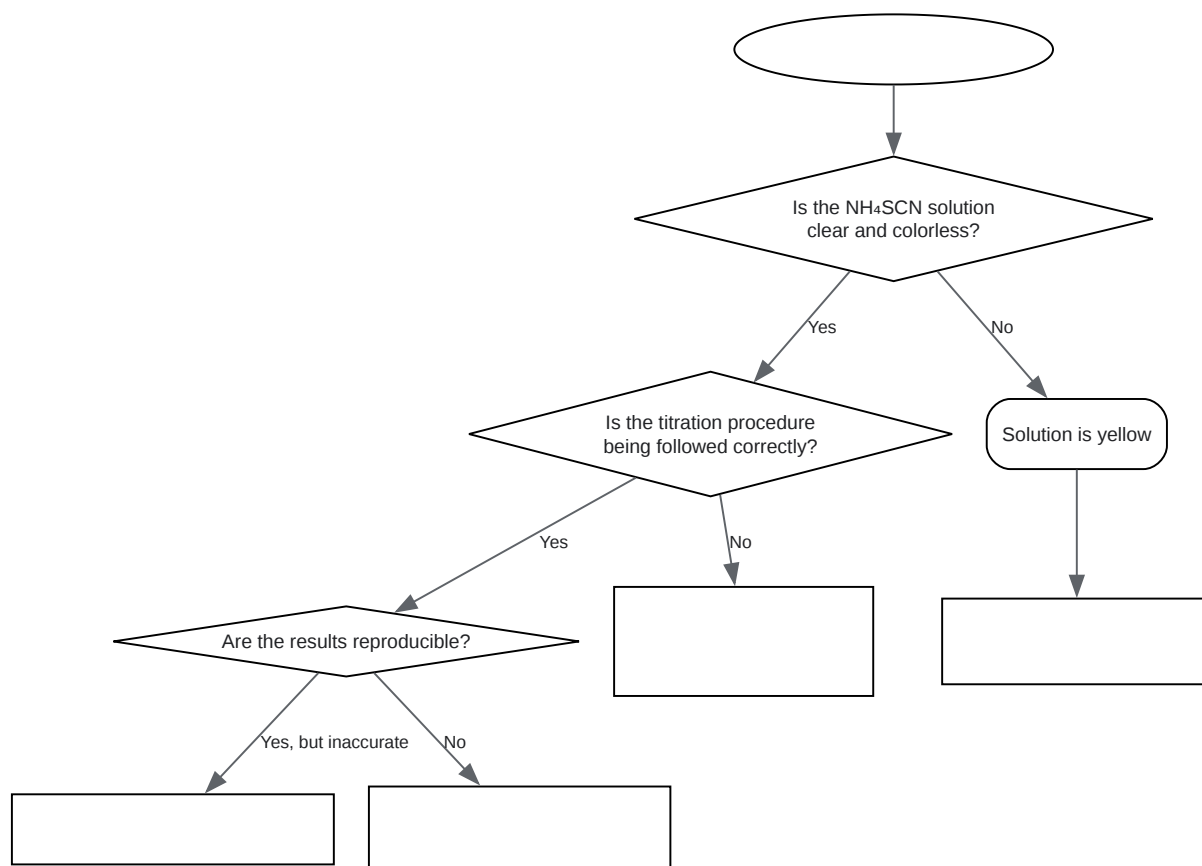 Is the NH₄SCN solution
clear and colorless?
Yes
No
Is the titration procedure
being followed correctly?
Solution is yellow
Yes
No
Are the results reproducible?
Yes, but inaccurate
No